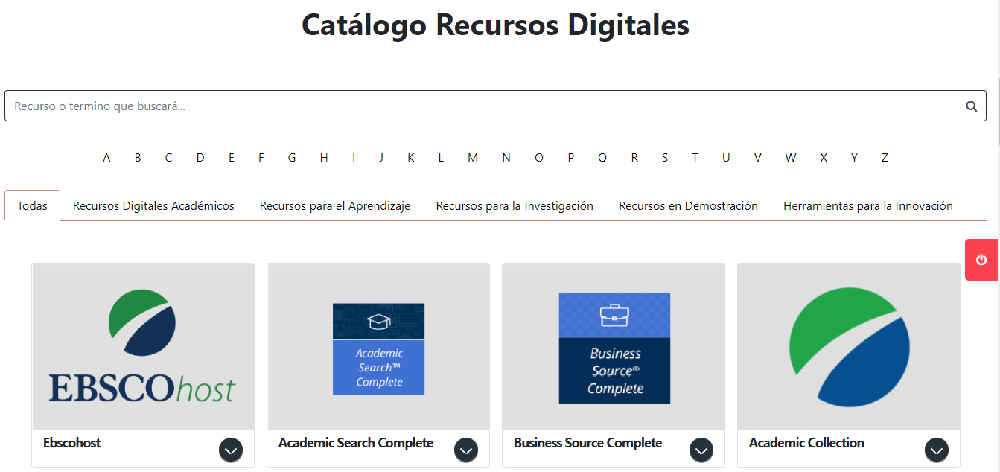 Catálogo Recursos Digitales
Recurso o termino que buscará...
A B C D E F G H I J K L M N O P Q R S T U V W X Y Z
Todas Recursos Digitales Académicos Recursos para el Aprendizaje Recursos para la Investigación Recursos en Demostración Herramientas para la Innovación
EBSCOhost
Academic
Search™
Complete
Business
Source®
Complete
Ebscohost
Academic Search Complete
Business Source Complete
Academic Collection